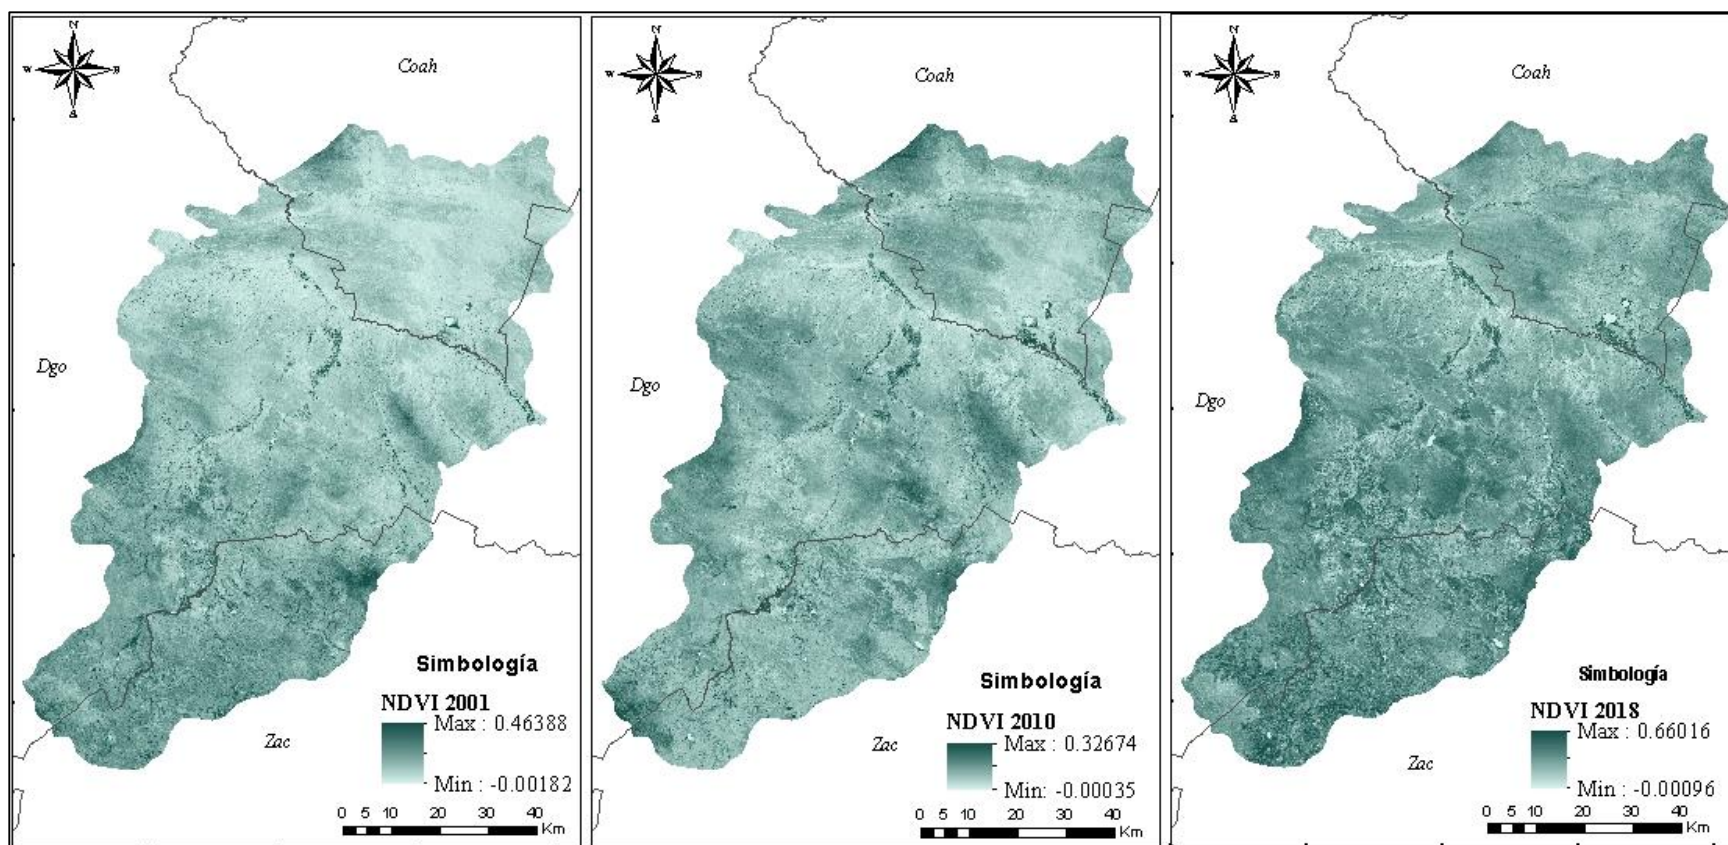 N
W
E
S
Coah
Dgo
Zac
Simbología
NDVI 2001
Max : 0.46388
Min : -0.00182
0 5 10 20 30 40
Km
N
W
E
S
Coah
Dgo
Zac
Simbología
NDVI 2010
Max : 0.32674
Min: -0.00035
0 5 10 20 30 40
Km
N
W
E
S
Coah
Dgo
Zac
Simbología
NDVI 2018
Max : 0.66016
Min : -0.00096
0 5 10 20 30 40
Km